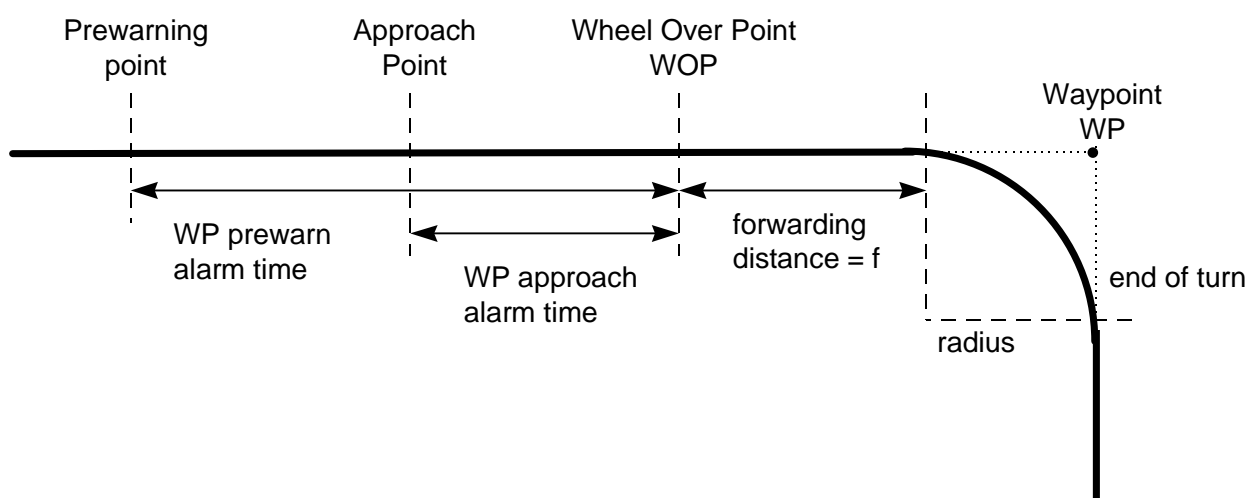 Prewarning
point
Approach
Point
Wheel Over Point
WOP
Waypoint
WP
WP prewarn
alarm time
WP approach
alarm time
forwarding
distance = f
end of turn
radius